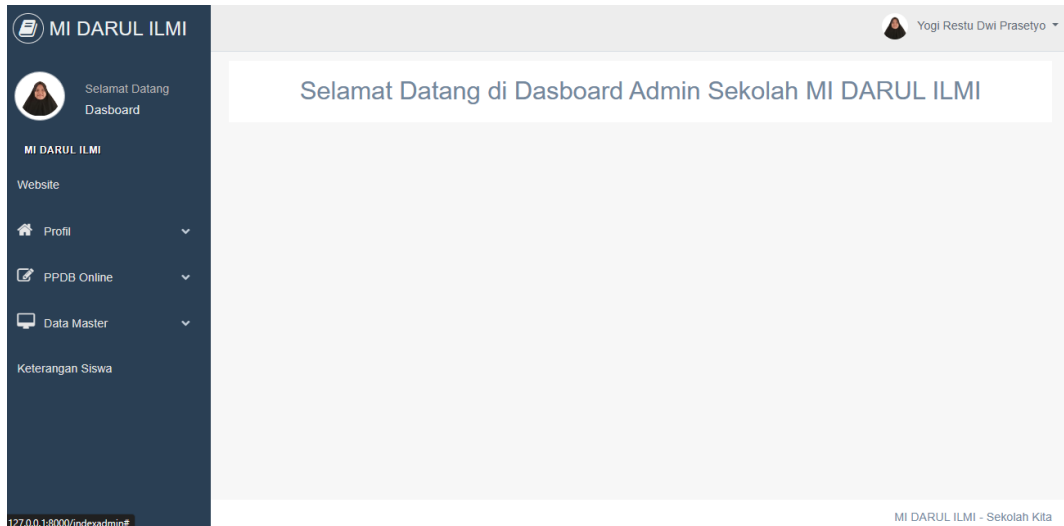 MI DARUL ILMI
Yogi Restu Dwi Prasetyo
Selamat Datang
Dasboard
Selamat Datang di Dasboard Admin Sekolah MI DARUL ILMI
MI DARUL ILMI
Website
Profil
PPDB Online
Data Master
Keterangan Siswa
127.0.0.1:8000/indexadmin#
MI DARUL ILMI - Sekolah Kita